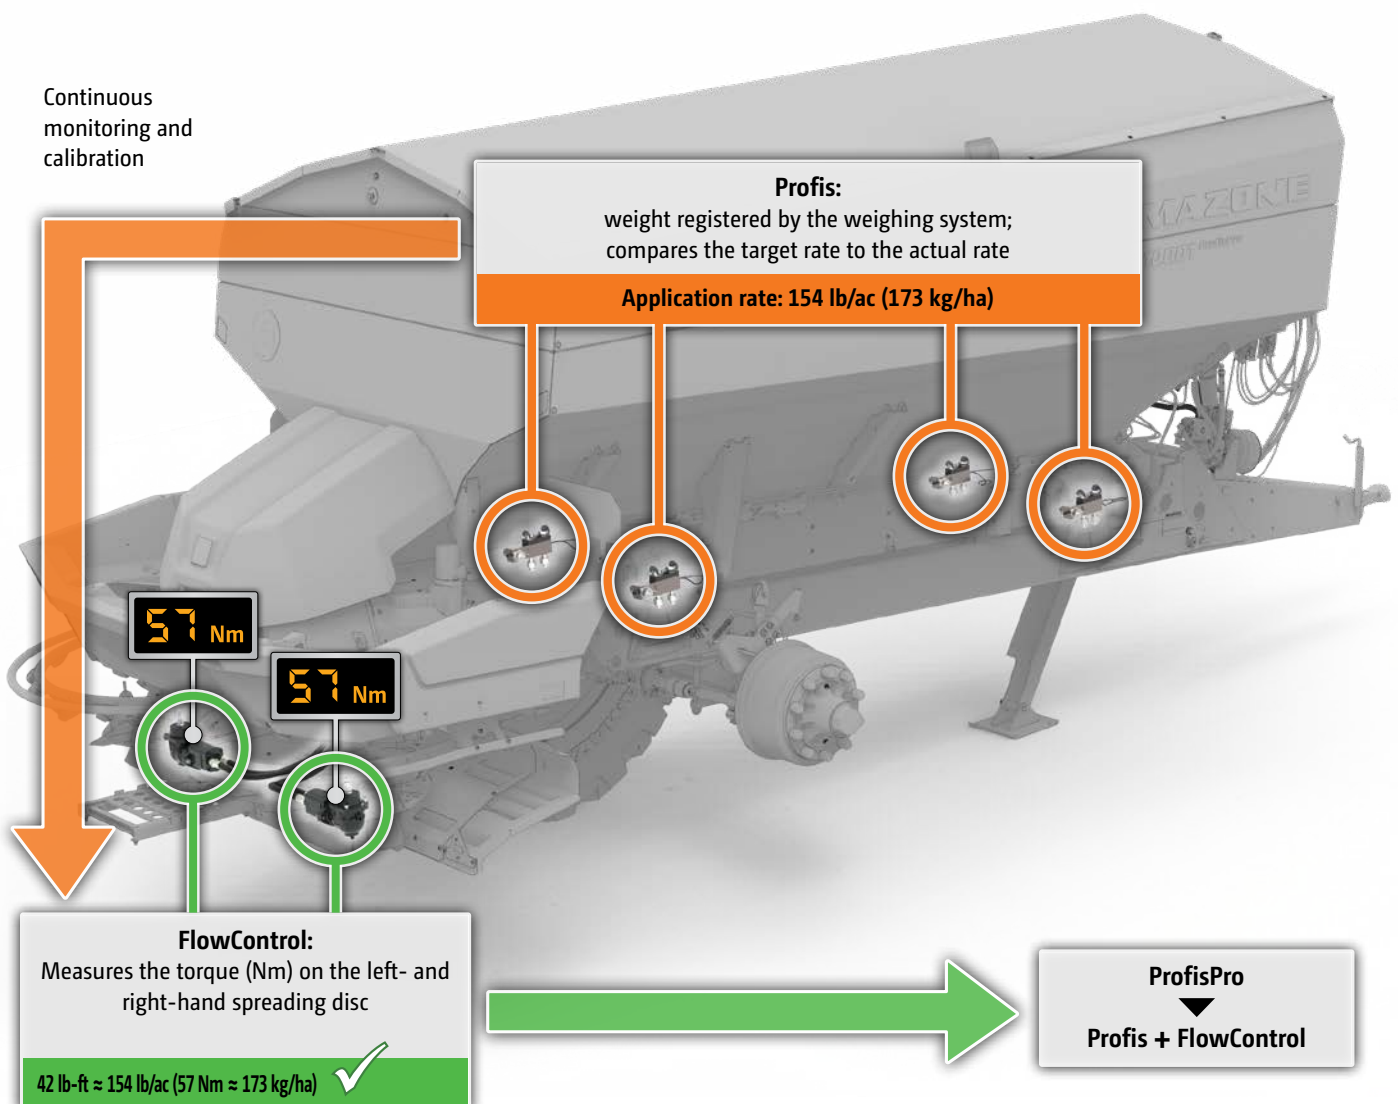 Continuous
monitoring and
calibration
Profis:
weight registered by the weighing system;
compares the target rate to the actual rate
Application rate: 154 lb/ac (173 kg/ha)
MAZONE
57 Nm
57 Nm
FlowControl:
Measures the torque (Nm) on the left- and
right-hand spreading disc
42 lb-ft ≈ 154 lb/ac (57 Nm ≈ 173 kg/ha)
ProfisPro
Profis + FlowControl